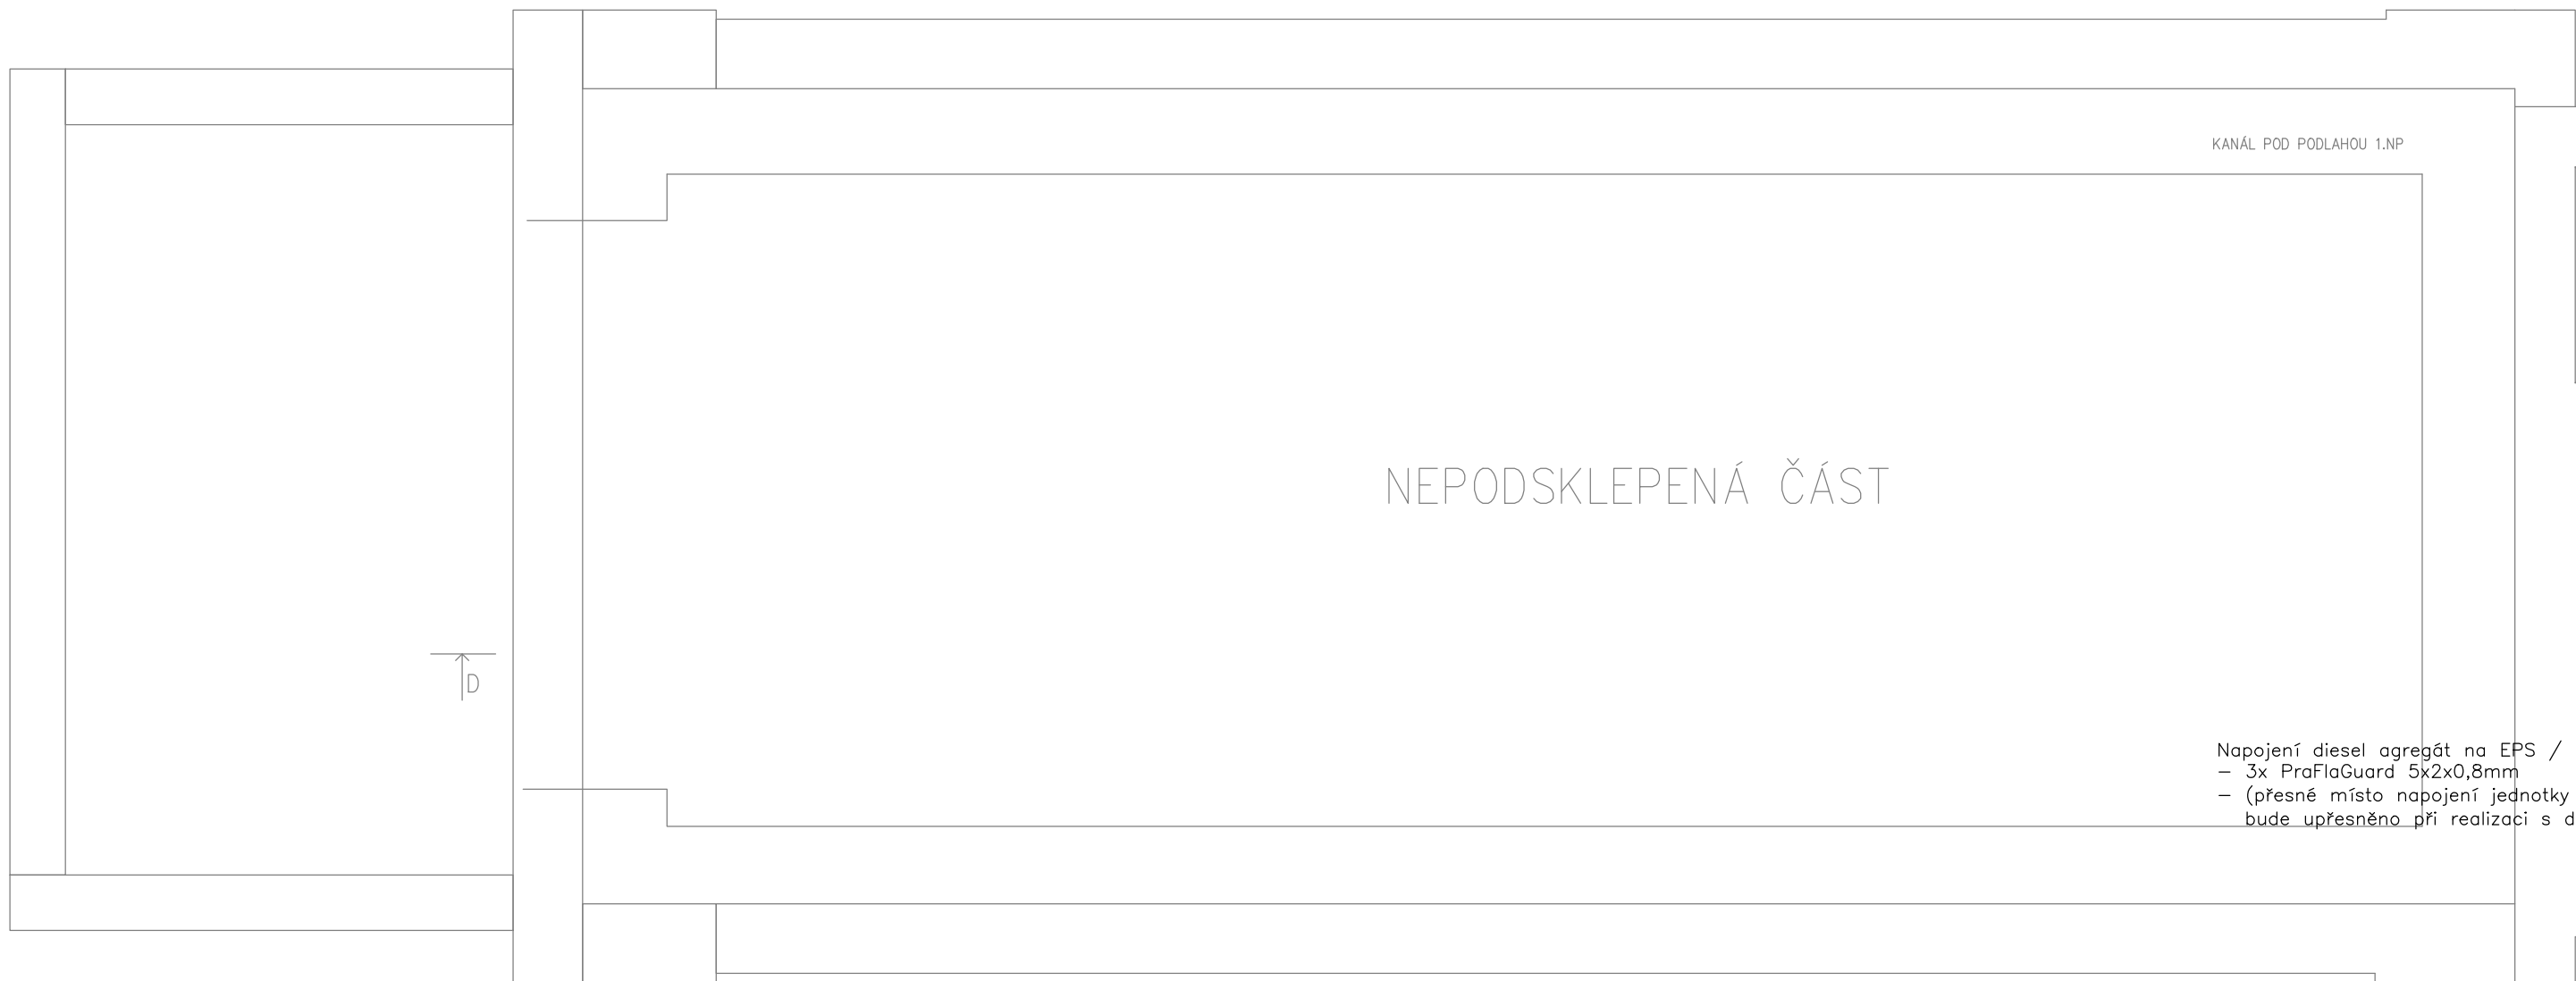 KANÁL POD PODLAHOU 1.NP
NEPODSKLEPENÁ ČÁST
D
Napojení diesel agregát na EPS /
- 3x PraFlaGuard 5x2x0,8mm
- (přesné místo napojení jednotky
bude upřesněno při realizaci s d